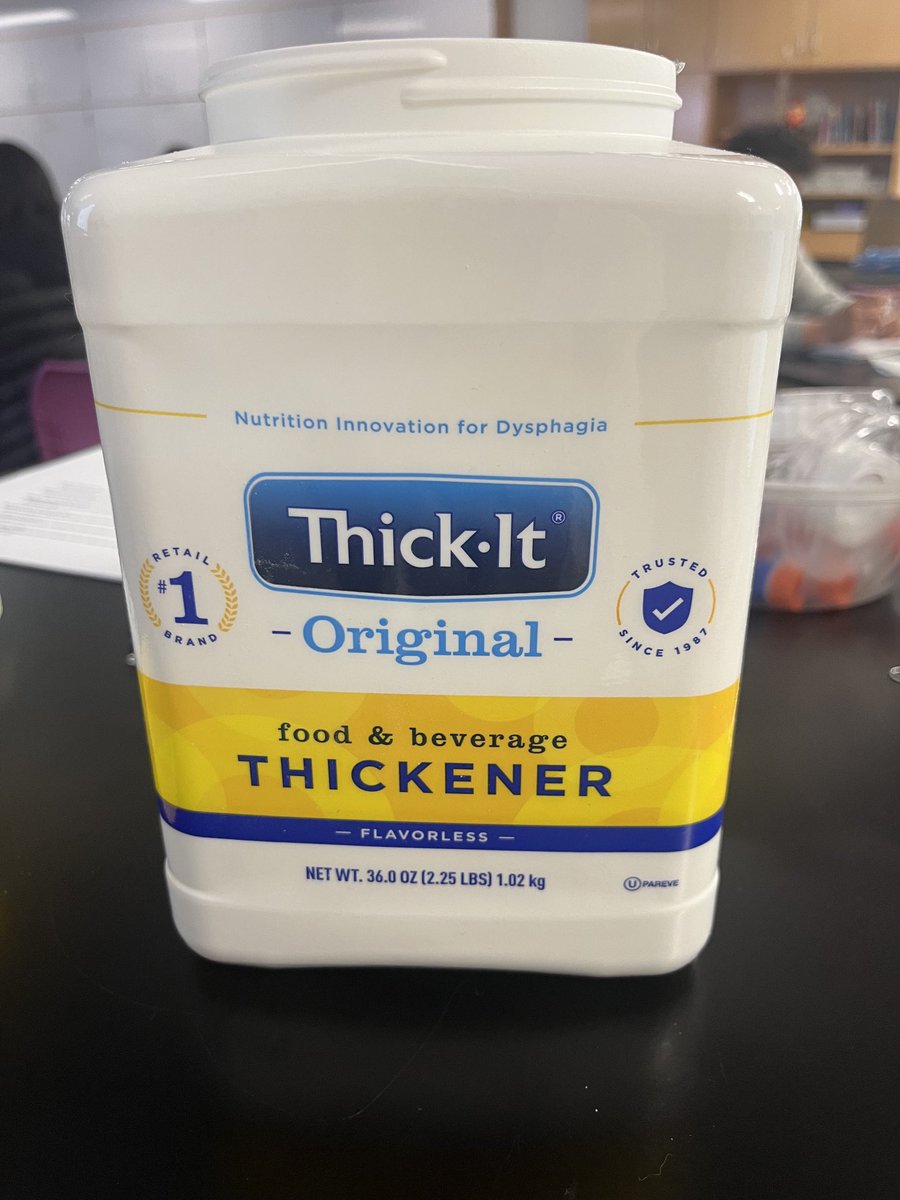 Nutrition Innovation for Dysphagia
Thick-It®
Original
RETAIL
#1
BRAND
TRUSTED
SINCE 1987
food & beverage
THICKENER
— FLAVORLESS —
NET WT. 36.0 OZ (2.25 LBS) 1.02 kg
U PAREVE